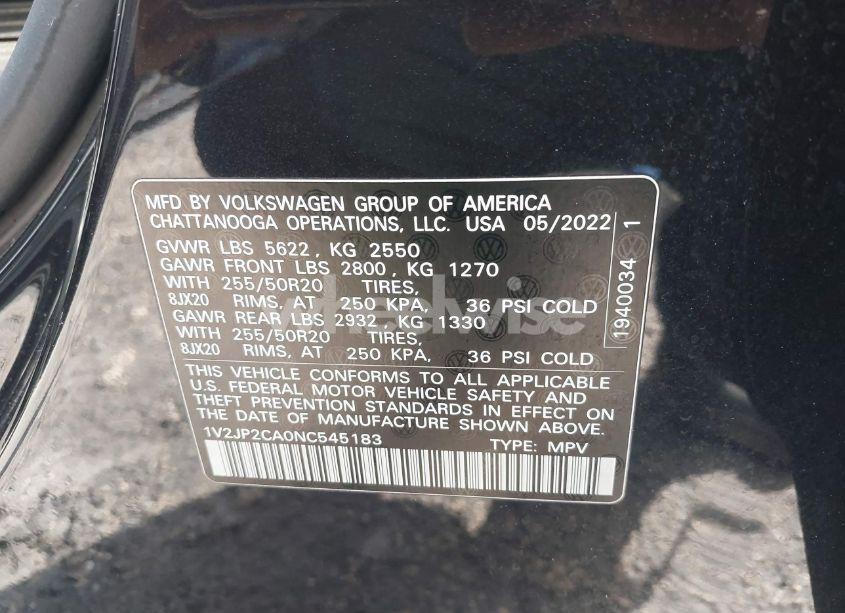 MFD BY VOLKSWAGEN GROUP OF AMERICA
CHATTANOOGA OPERATIONS, LLC. USA 05/2022
GVWR LBS 5622, KG 2550
GAWR FRONT LBS 2800, KG 1270
WITH 255/50R20 TIRES,
8JX20 RIMS, AT 250 KPA, 36 PSI COLD
GAWR REAR LBS 2932, KG 1330
WITH 255/50R20 TIRES,
8JX20 RIMS, AT 250 KPA, 36 PSI COLD
THIS VEHICLE CONFORMS TO ALL APPLICABLE
U.S. FEDERAL MOTOR VEHICLE SAFETY AND
THEFT PREVENTION STANDARDS IN EFFECT ON
THE DATE OF MANUFACTURE SHOWN ABOVE.
1V2JP2CA0NC545183 TYPE: MPV
1940034 1
wheelwise